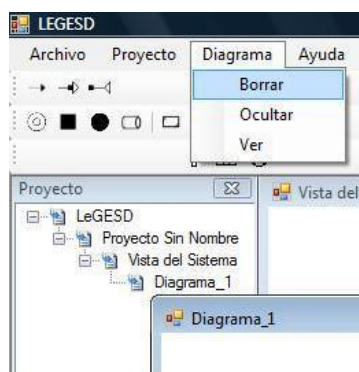 LEGESD
Archivo Proyecto Diagrama Ayuda
Borrar
Ocultar
Ver
Proyecto
Vista del
LeGESD
Proyecto Sin Nombre
Vista del Sistema
Diagrama_1
Diagrama_1